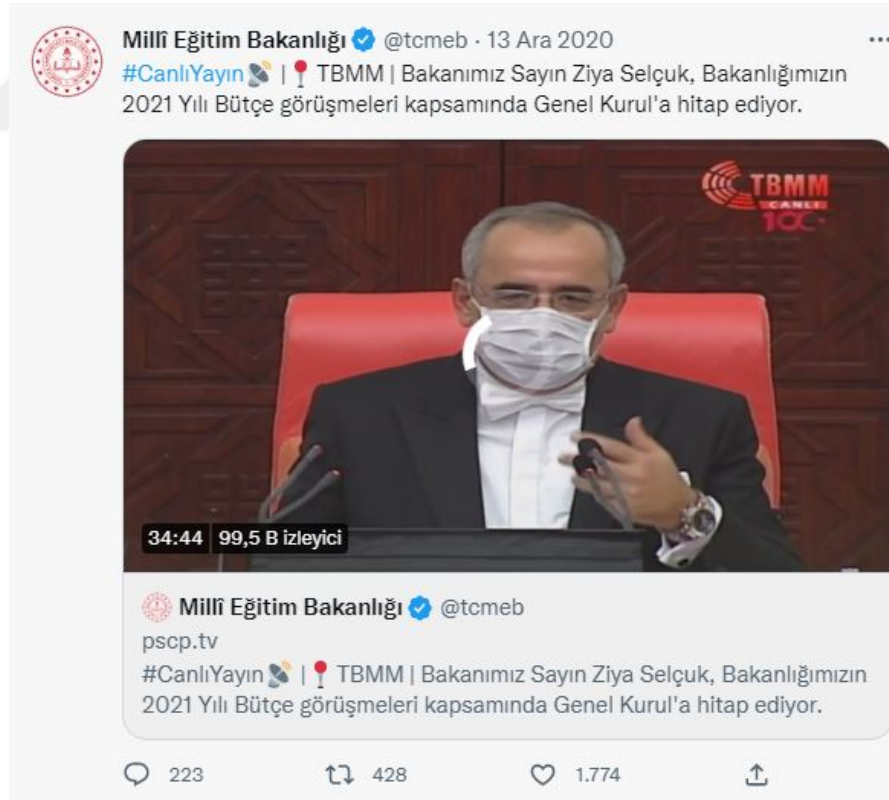 Millî Eğitim Bakanlığı @tcmeb · 13 Ara 2020
#CanlıYayın | TBMM | Bakanımız Sayın Ziya Selçuk, Bakanlığımızın
2021 Yılı Bütçe görüşmeleri kapsamında Genel Kurul'a hitap ediyor.
TBMM
CANLI
100
34:44 99,5 B izleyici
Millî Eğitim Bakanlığı @tcmeb
pscp.tv
#CanlıYayın | TBMM | Bakanımız Sayın Ziya Selçuk, Bakanlığımızın
2021 Yılı Bütçe görüşmeleri kapsamında Genel Kurul'a hitap ediyor.
223 428 1.774